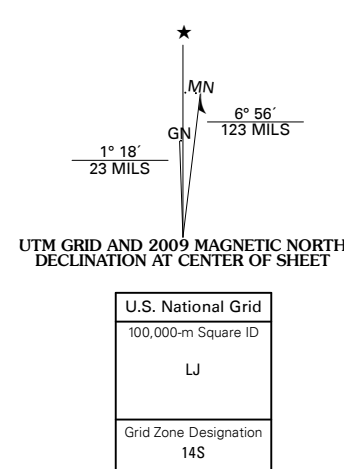 ★
MN
GN
6° 56´
123 MILS
1° 18´
23 MILS
UTM GRID AND 2009 MAGNETIC NORTH
DECLINATION AT CENTER OF SHEET
U.S. National Grid
100,000-m Square ID
LJ
Grid Zone Designation
14S